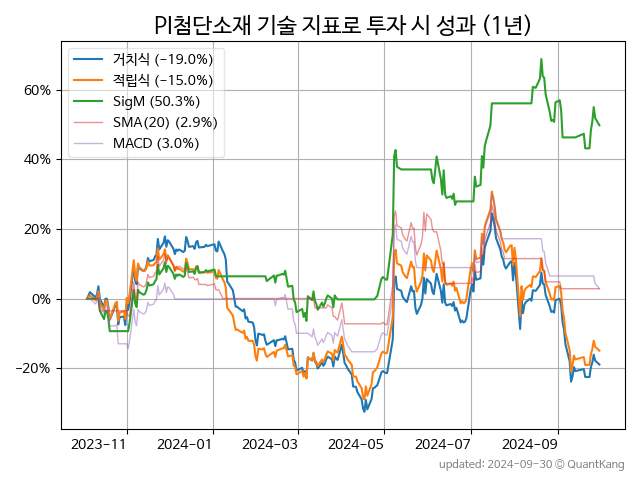 PI첨단소재 기술 지표로 투자 시 성과 (1년)
거치식 (-19.0%)
적립식 (-15.0%)
SigM (50.3%)
SMA(20) (2.9%)
MACD (3.0%)
60%
40%
20%
0%
−20%
2023-11 2024-01 2024-03 2024-05 2024-07 2024-09
updated: 2024-09-30 © QuantKang